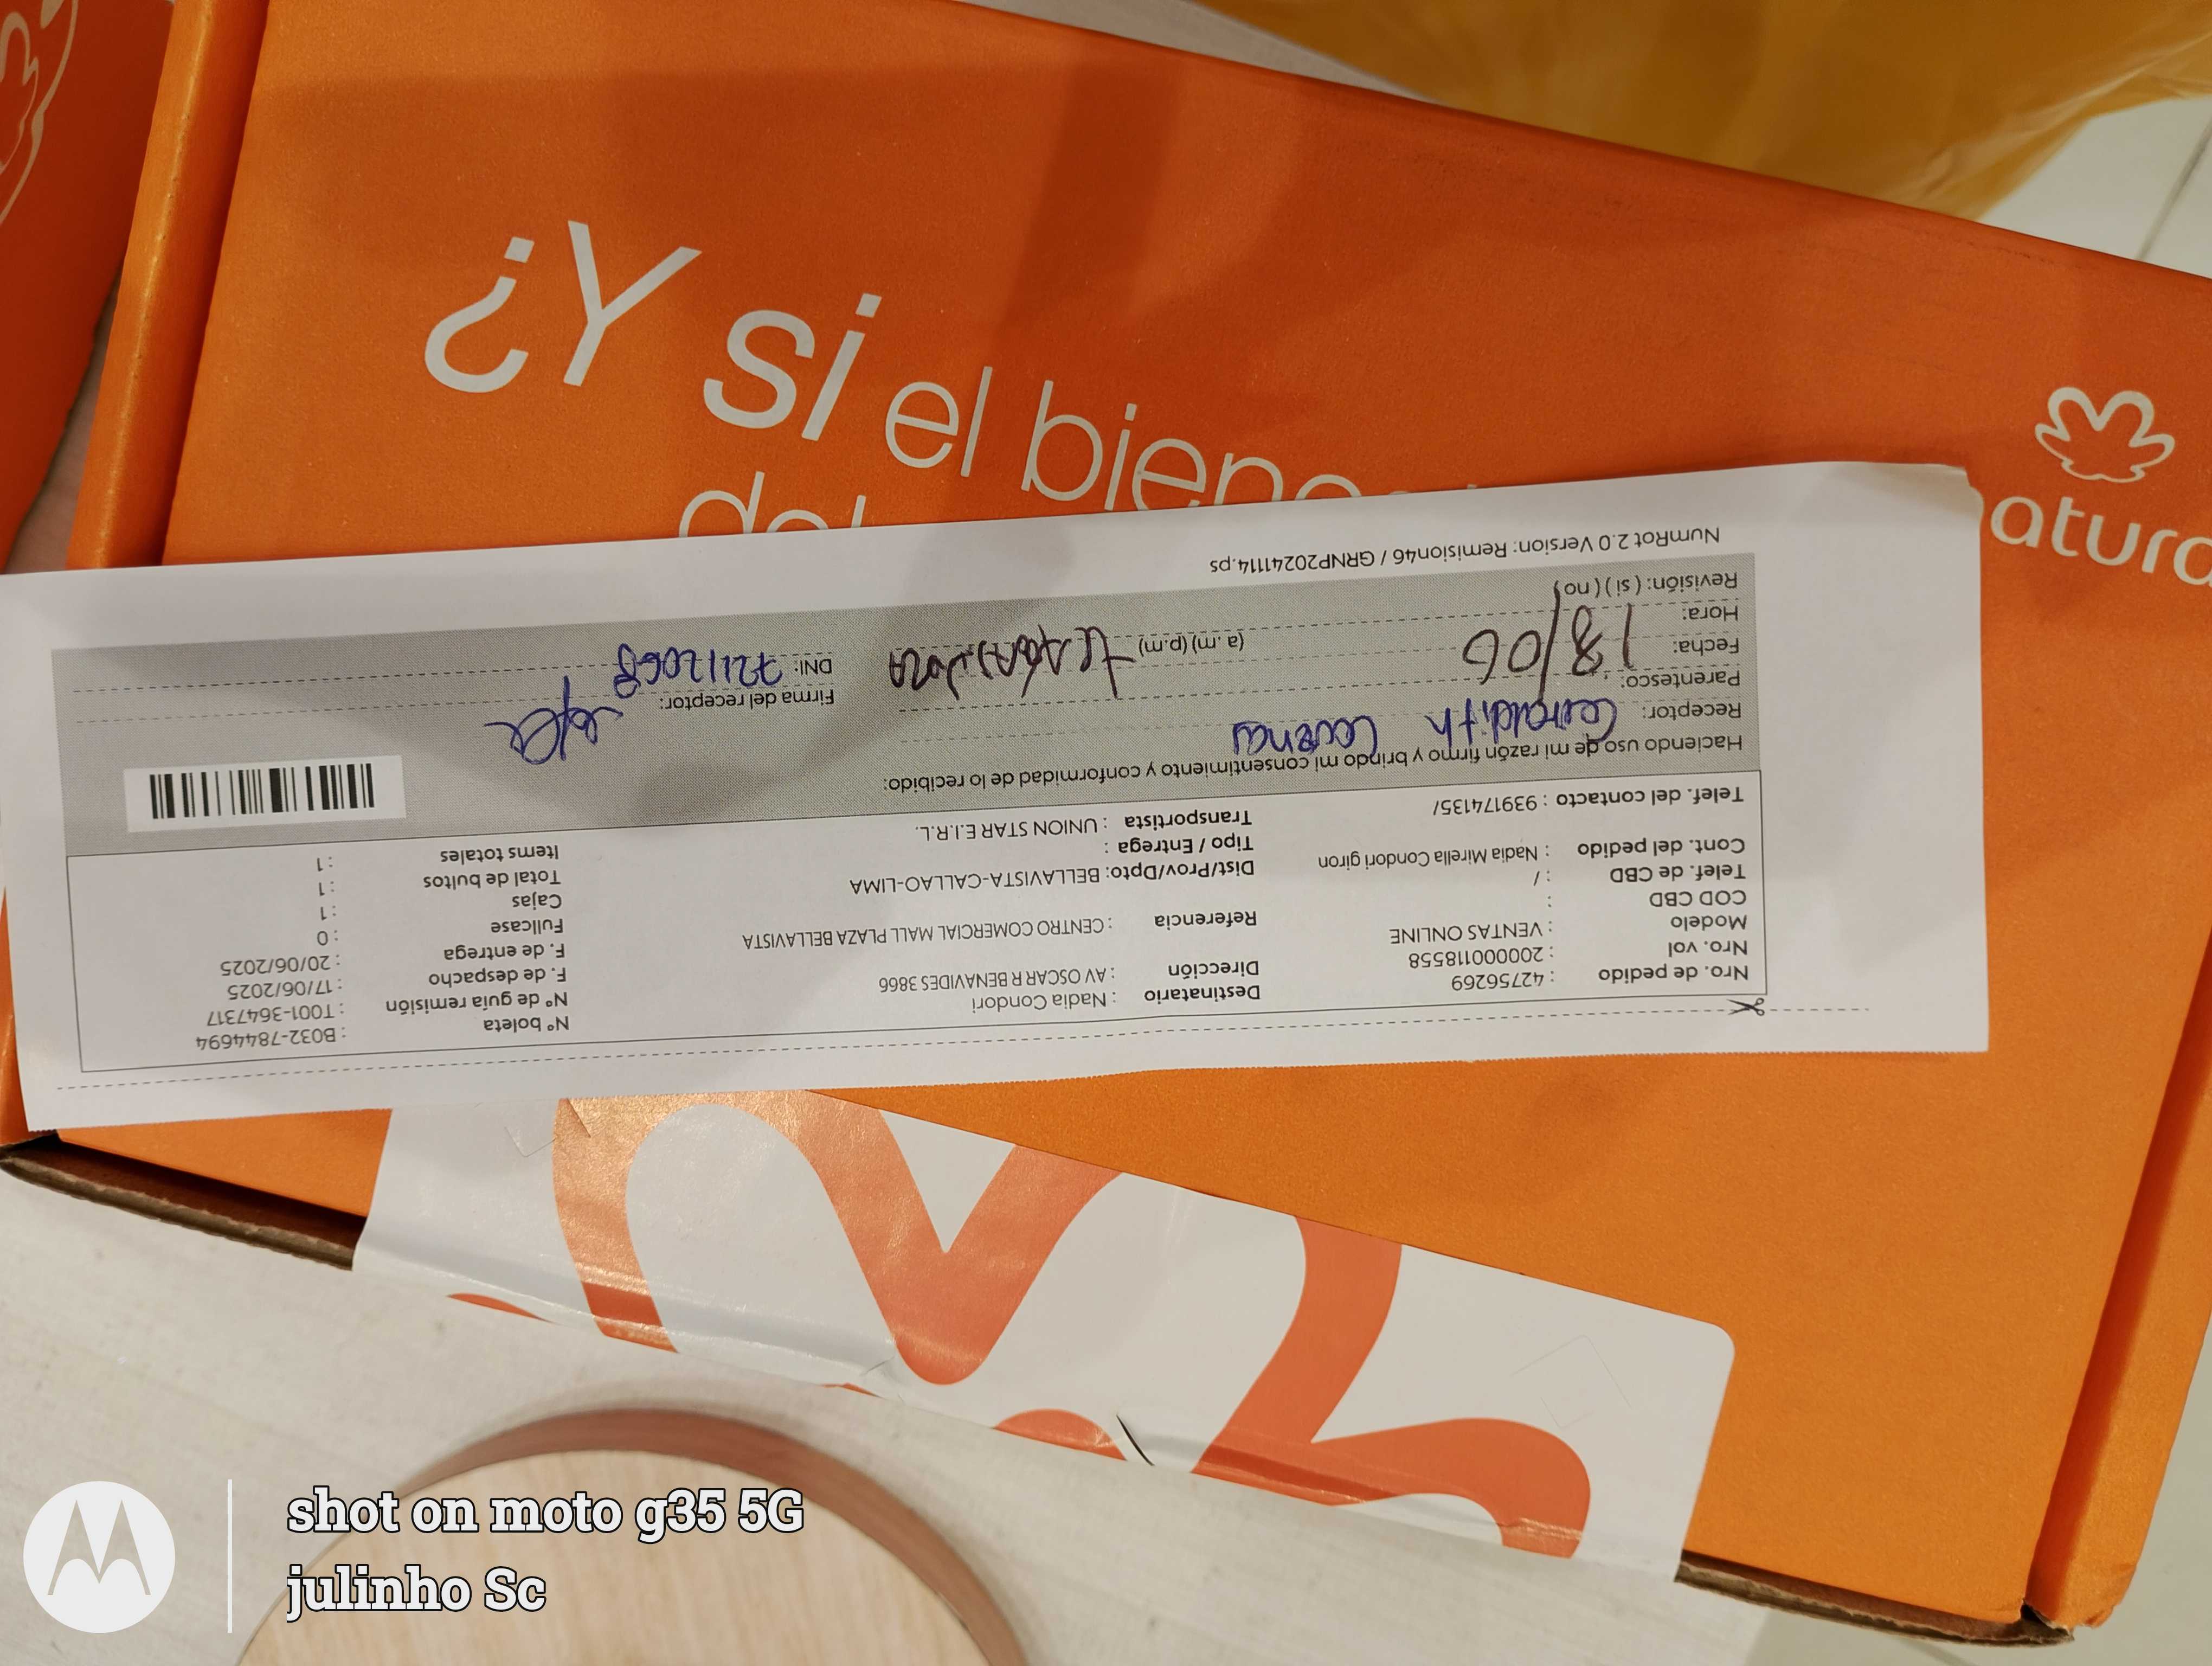 ¿Y si el bien
natura
Nro. de pedido : 42756269
Nro. vol : 20000118558
Modelo : VENTAS ONLINE
COD CBD :
Telef. de CBD : /
Cont. del pedido : Nadia Mirella Condori giron
Telef. del contacto : 939174135/
Destinatario : Nadia Condori
Dirección : AV OSCAR R BENAVIDES 3866
Referencia : CENTRO COMERCIAL MALL PLAZA BELLAVISTA
Dist/Prov/Dpto: BELLAVISTA-CALLAO-LIMA
Tipo / Entrega :
Transportista : UNION STAR E.I.R.L.
N° boleta : B032-7844694
N° de guía remisión : T001-3647317
F. de despacho : 17/06/2025
F. de entrega : 20/06/2025
Fullcase : 0
Cajas : 1
Total de bultos : 1
Items totales : 1
Haciendo uso de mi razón firmo y brindo mi consentimiento y conformidad de lo recibido:
Receptor: Geraldith
Parentesco:
Fecha: 18/06
Hora: (a.m) (p.m)
Revisión: ( si ) ( no )
Firma del receptor:
DNI: 72112068
NumRot 2.0 Version: Remision46 / GRNP20241114.ps
shot on moto g35 5G
julinho Sc